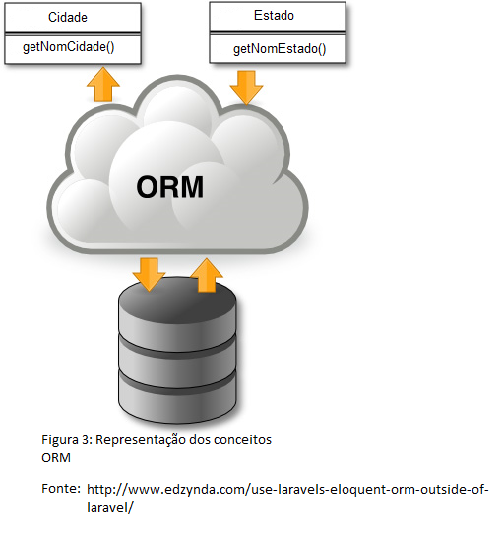 Cidade
Estado
getNomCidade()
getNomEstado()
ORM
Figura 3: Representação dos conceitos
ORM
Fonte: http://www.edzynda.com/use-laravels-eloquent-orm-outside-of-
laravel/